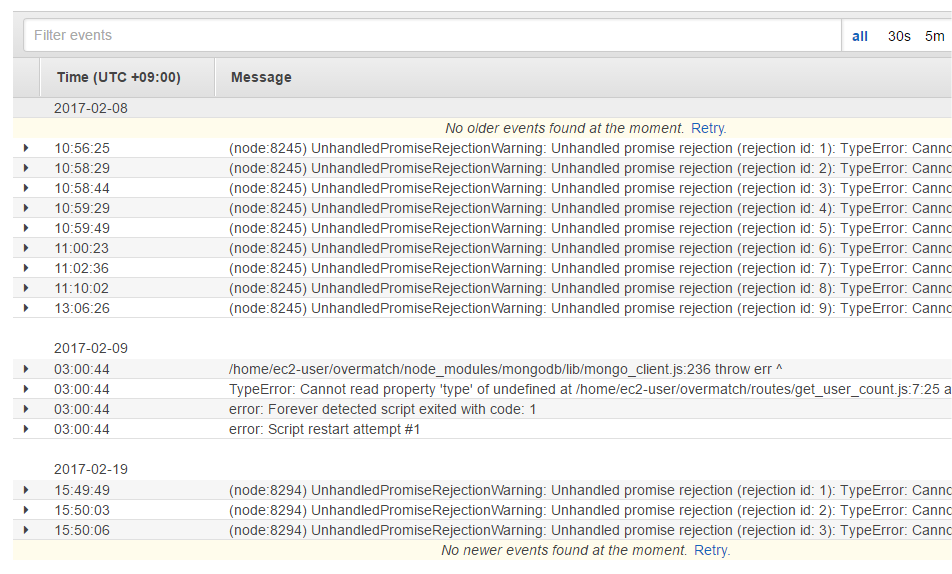 Filter events all 30s 5m
Time (UTC +09:00) Message
2017-02-08
No older events found at the moment. Retry.
10:56:25 (node:8245) UnhandledPromiseRejectionWarning: Unhandled promise rejection (rejection id: 1): TypeError: Canno
10:58:29 (node:8245) UnhandledPromiseRejectionWarning: Unhandled promise rejection (rejection id: 2): TypeError: Canno
10:58:44 (node:8245) UnhandledPromiseRejectionWarning: Unhandled promise rejection (rejection id: 3): TypeError: Canno
10:59:29 (node:8245) UnhandledPromiseRejectionWarning: Unhandled promise rejection (rejection id: 4): TypeError: Canno
10:59:49 (node:8245) UnhandledPromiseRejectionWarning: Unhandled promise rejection (rejection id: 5): TypeError: Canno
11:00:23 (node:8245) UnhandledPromiseRejectionWarning: Unhandled promise rejection (rejection id: 6): TypeError: Canno
11:02:36 (node:8245) UnhandledPromiseRejectionWarning: Unhandled promise rejection (rejection id: 7): TypeError: Canno
11:10:02 (node:8245) UnhandledPromiseRejectionWarning: Unhandled promise rejection (rejection id: 8): TypeError: Canno
13:06:26 (node:8245) UnhandledPromiseRejectionWarning: Unhandled promise rejection (rejection id: 9): TypeError: Canno
2017-02-09
03:00:44 /home/ec2-user/overmatch/node_modules/mongodb/lib/mongo_client.js:236 throw err ^
03:00:44 TypeError: Cannot read property 'type' of undefined at /home/ec2-user/overmatch/routes/get_user_count.js:7:25 a
03:00:44 error: Forever detected script exited with code: 1
03:00:44 error: Script restart attempt #1
2017-02-19
15:49:49 (node:8294) UnhandledPromiseRejectionWarning: Unhandled promise rejection (rejection id: 1): TypeError: Canno
15:50:03 (node:8294) UnhandledPromiseRejectionWarning: Unhandled promise rejection (rejection id: 2): TypeError: Canno
15:50:06 (node:8294) UnhandledPromiseRejectionWarning: Unhandled promise rejection (rejection id: 3): TypeError: Canno
No newer events found at the moment. Retry.